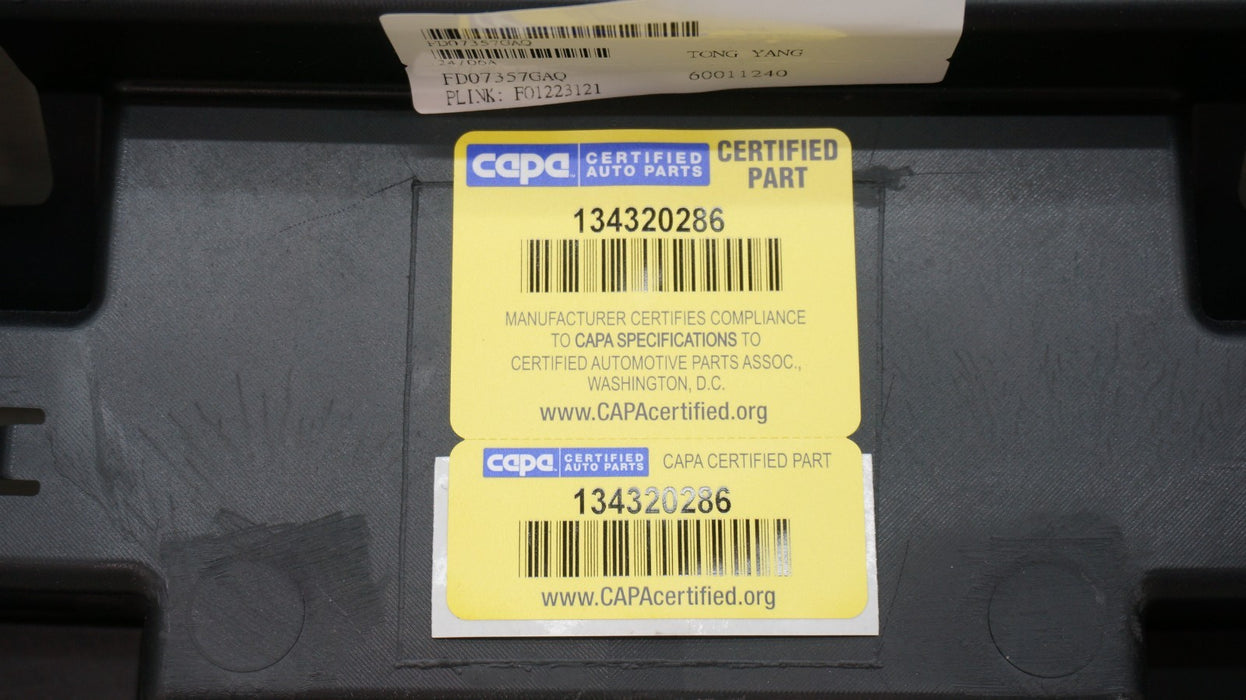 FD07357GAQ
24/06A
FD07357GAQ
PLINK: F01223121
TONG YANG
60011240
capa CERTIFIED AUTO PARTS
CERTIFIED PART
134320286
MANUFACTURER CERTIFIES COMPLIANCE
TO CAPA SPECIFICATIONS TO
CERTIFIED AUTOMOTIVE PARTS ASSOC.,
WASHINGTON, D.C.
www.CAPAcertified.org
capa CERTIFIED AUTO PARTS
CAPA CERTIFIED PART
134320286
www.CAPAcertified.org